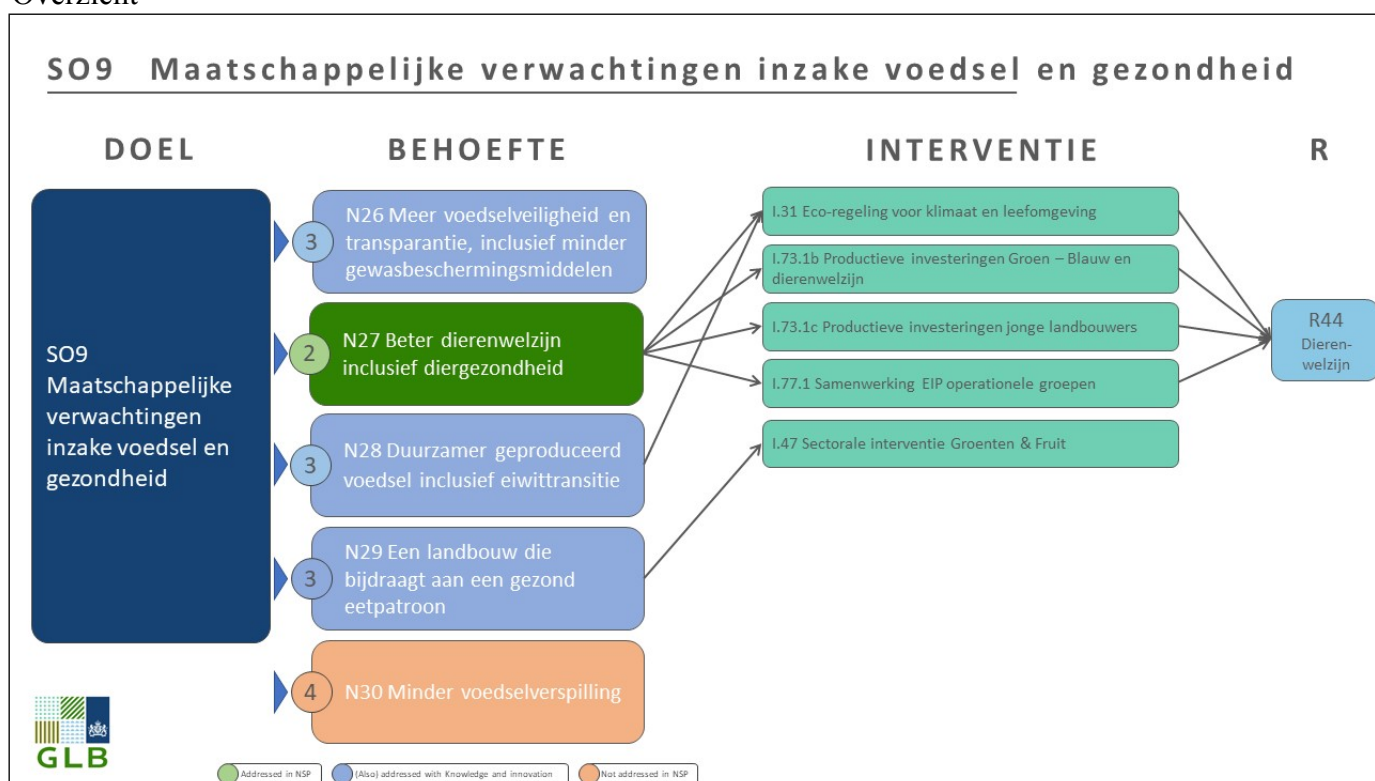 Overzicht
SO9 Maatschappelijke verwachtingen inzake voedsel en gezondheid
DOEL
BEHOEFTE
INTERVENTIE
R
SO9
Maatschappelijke
verwachtingen
inzake voedsel en
gezondheid
3
N26 Meer voedselveiligheid en
transparantie, inclusief minder
gewasbeschermingsmiddelen
2
N27 Beter dierenwelzijn
inclusief diergezondheid
3
N28 Duurzamer geproduceerd
voedsel inclusief eiwittransitie
3
N29 Een landbouw die
bijdraagt aan een gezond
eetpatroon
4
N30 Minder voedselverspilling
I.31 Eco-regeling voor klimaat en leefomgeving
I.73.1b Productieve investeringen Groen – Blauw en
dierenwelzijn
I.73.1c Productieve investeringen jonge landbouwers
I.77.1 Samenwerking EIP operationele groepen
I.47 Sectorale interventie Groenten & Fruit
R44
Dieren-
welzijn
GLB
Addressed in NSP
(Also) addressed with Knowledge and innovation
Not addressed in NSP